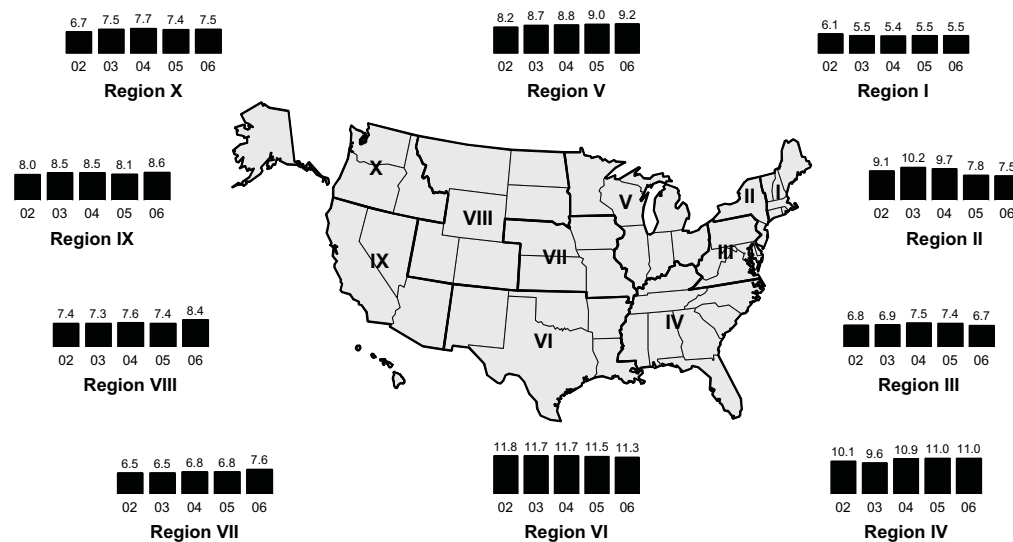 6.7 7.5 7.7 7.4 7.5
02 03 04 05 06
Region X
8.2 8.7 8.8 9.0 9.2
02 03 04 05 06
Region V
6.1 5.5 5.4 5.5 5.5
02 03 04 05 06
Region I
8.0 8.5 8.5 8.1 8.6
02 03 04 05 06
Region IX
9.1 10.2 9.7 7.8 7.5
02 03 04 05 06
Region II
7.4 7.3 7.6 7.4 8.4
02 03 04 05 06
Region VIII
X
VIII
IX
VII
VI
V
II
I
III
IV
6.8 6.9 7.5 7.4 6.7
02 03 04 05 06
Region III
6.5 6.5 6.8 6.8 7.6
02 03 04 05 06
Region VII
11.8 11.7 11.7 11.5 11.3
02 03 04 05 06
Region VI
10.1 9.6 10.9 11.0 11.0
02 03 04 05 06
Region IV